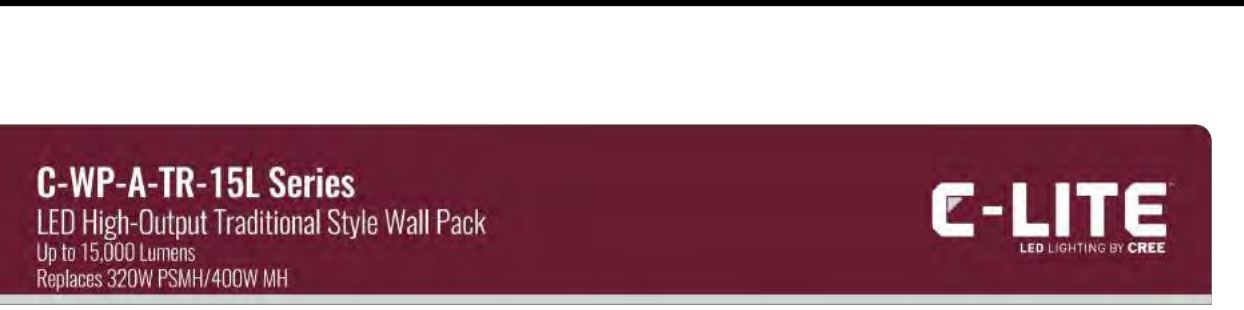 C-WP-A-TR-15L Series
LED High-Output Traditional Style Wall Pack
Up to 15,000 Lumens
Replaces 320W PSMH/400W MH
C-LITE
LED LIGHTING BY CREE